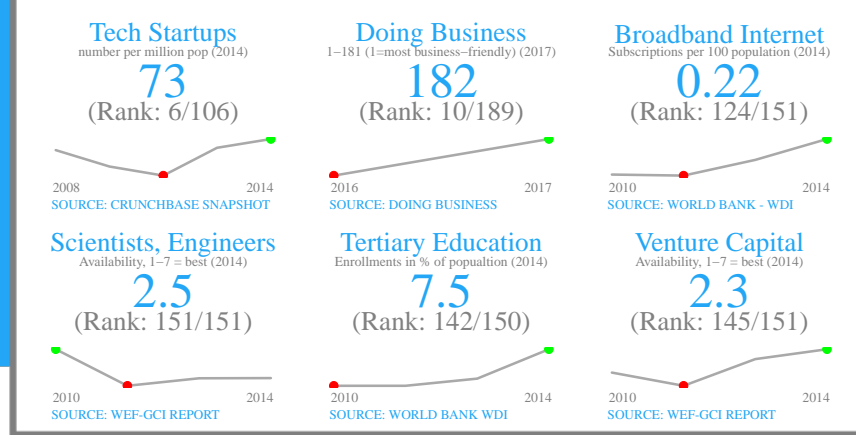 Tech Startups
number per million pop (2014)
73
(Rank: 6/106)
2008 2014
SOURCE: CRUNCHBASE SNAPSHOT
Doing Business
1−181 (1=most business−friendly) (2017)
182
(Rank: 10/189)
2016 2017
SOURCE: DOING BUSINESS
Broadband Internet
Subscriptions per 100 population (2014)
0.22
(Rank: 124/151)
2010 2014
SOURCE: WORLD BANK - WDI
Scientists, Engineers
Availability, 1−7 = best (2014)
2.5
(Rank: 151/151)
2010 2014
SOURCE: WEF-GCI REPORT
Tertiary Education
Enrollments in % of popualtion (2014)
7.5
(Rank: 142/150)
2010 2014
SOURCE: WORLD BANK WDI
Venture Capital
Availability, 1−7 = best (2014)
2.3
(Rank: 145/151)
2010 2014
SOURCE: WEF-GCI REPORT